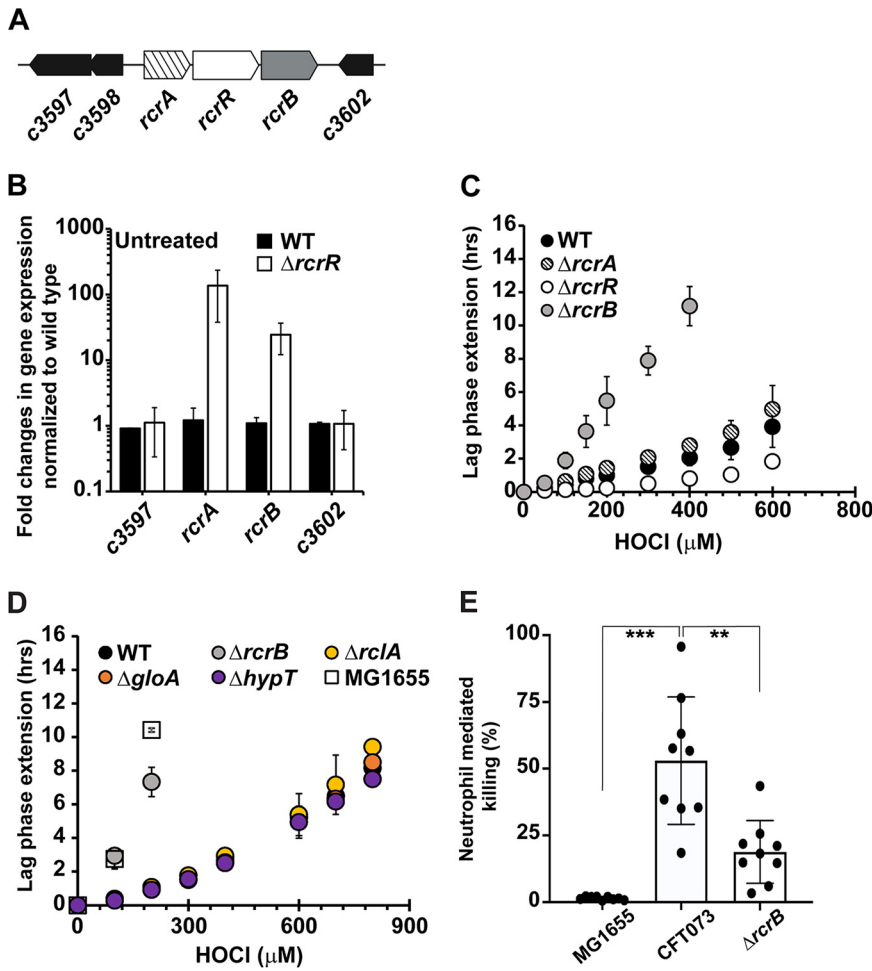 A
c3597
c3598
rcrA
rcrR
rcrB
c3602
B
Fold changes in gene expression
normalized to wild type
1000
100
10
1
0.1
Untreated
WT
ΔrcrR
c3597
rcrA
rcrB
c3602
C
Lag phase extension (hrs)
16
14
12
10
8
6
4
2
0
WT
ΔrcrA
ΔrcrR
ΔrcrB
0
200
400
600
800
HOCl (μM)
D
Lag phase extension (hrs)
16
14
12
10
8
6
4
2
0
WT
ΔrcrB
ΔrclA
ΔgloA
ΔhypT
MG1655
0
300
600
900
HOCl (μM)
E
Neutrophil mediated
killing (%)
100
75
50
25
0
***
**
MG1655
CFT073
ΔrcrB